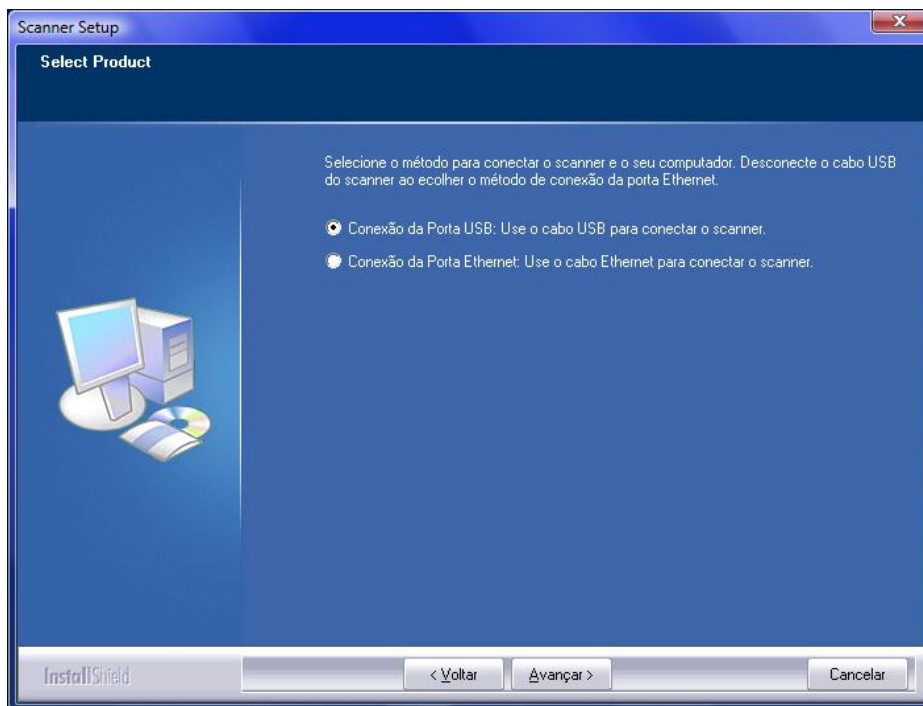 Scanner Setup
Select Product
Selecione o método para conectar o scanner e o seu computador. Desconecte o cabo USB
do scanner ao ecolher o método de conexão da porta Ethernet.
Conexão da Porta USB: Use o cabo USB para conectar o scanner.
Conexão da Porta Ethernet: Use o cabo Ethernet para conectar o scanner.
InstallShield
< Voltar
Avançar >
Cancelar